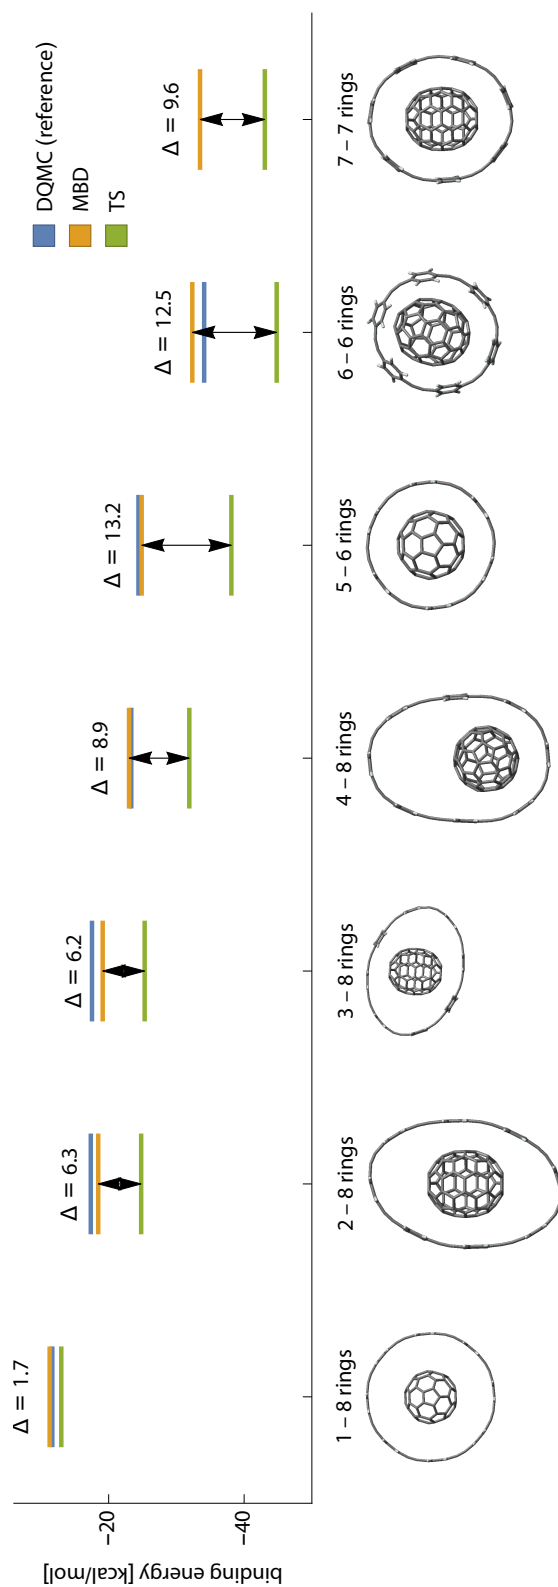 DQMC (reference)
MBD
TS
Δ = 1.7
Δ = 6.3
Δ = 6.2
Δ = 8.9
Δ = 13.2
Δ = 12.5
Δ = 9.6
binding energy [kcal/mol]
−20
−40
1 – 8 rings
2 – 8 rings
3 – 8 rings
4 – 8 rings
5 – 6 rings
6 – 6 rings
7 – 7 rings